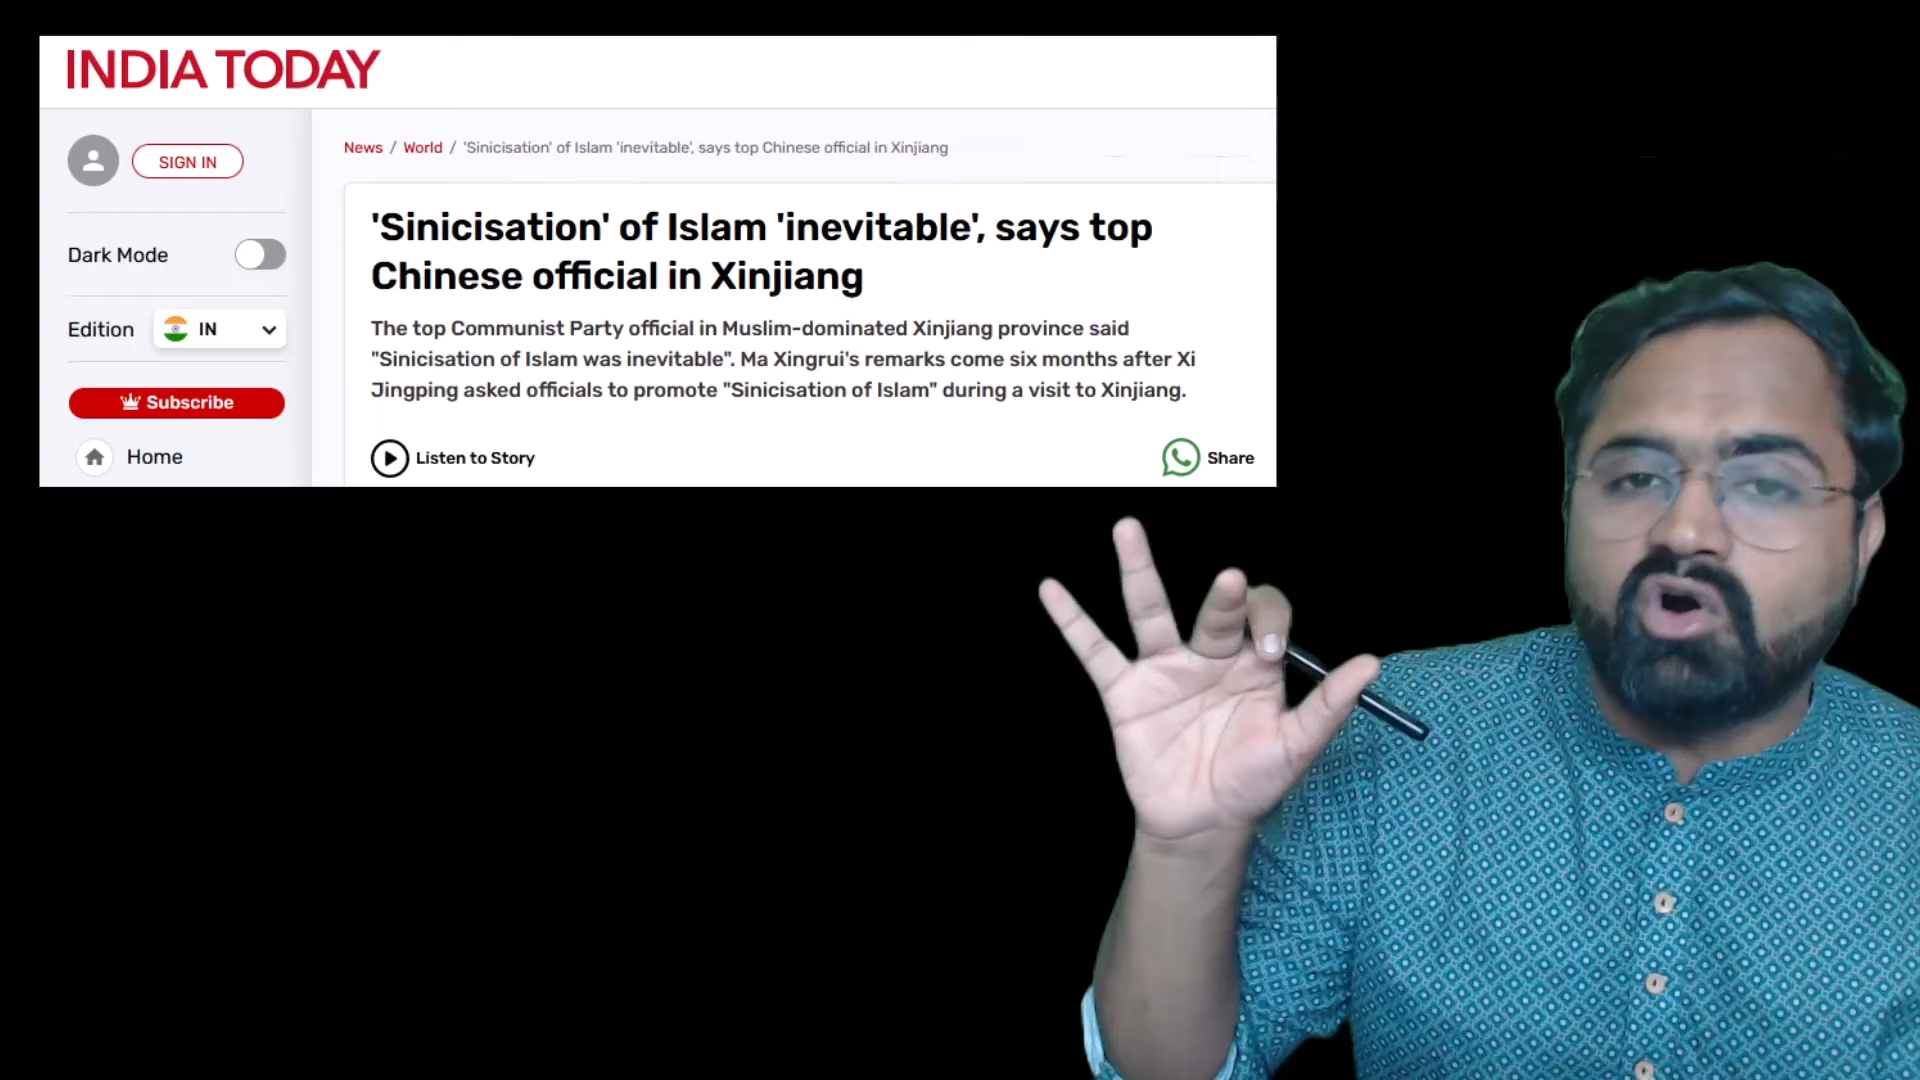 INDIA TODAY
SIGN IN
News / World / 'Sinicisation' of Islam 'inevitable', says top Chinese official in Xinjiang
'Sinicisation' of Islam 'inevitable', says top
Chinese official in Xinjiang
Dark Mode
Edition IN
The top Communist Party official in Muslim-dominated Xinjiang province said
"Sinicisation of Islam was inevitable". Ma Xingrui's remarks come six months after Xi
Jingping asked officials to promote "Sinicisation of Islam" during a visit to Xinjiang.
Subscribe
Home
Listen to Story
Share